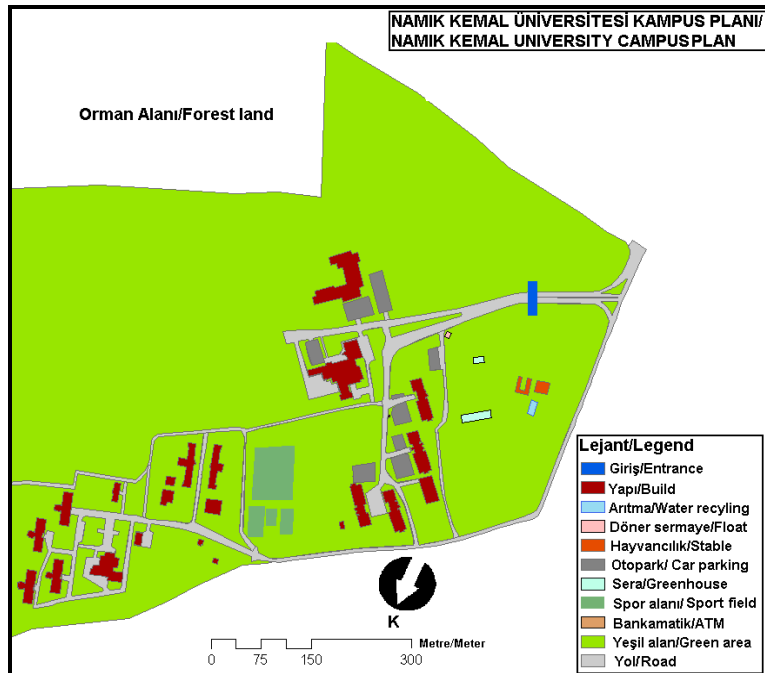 NAMIK KEMAL ÜNİVERSİTESİ KAMPUS PLANI/
NAMIK KEMAL UNIVERSITY CAMPUS PLAN
Orman Alanı/Forest land
Lejant/Legend
Giriş/Entrance
Yapı/Build
Arıtma/Water recyling
Döner sermaye/Float
Hayvancılık/Stable
Otopark/ Car parking
Sera/Greenhouse
Spor alanı/ Sport field
Bankamatik/ATM
Yeşil alan/Green area
Yol/Road
K
Metre/Meter
0 75 150 300